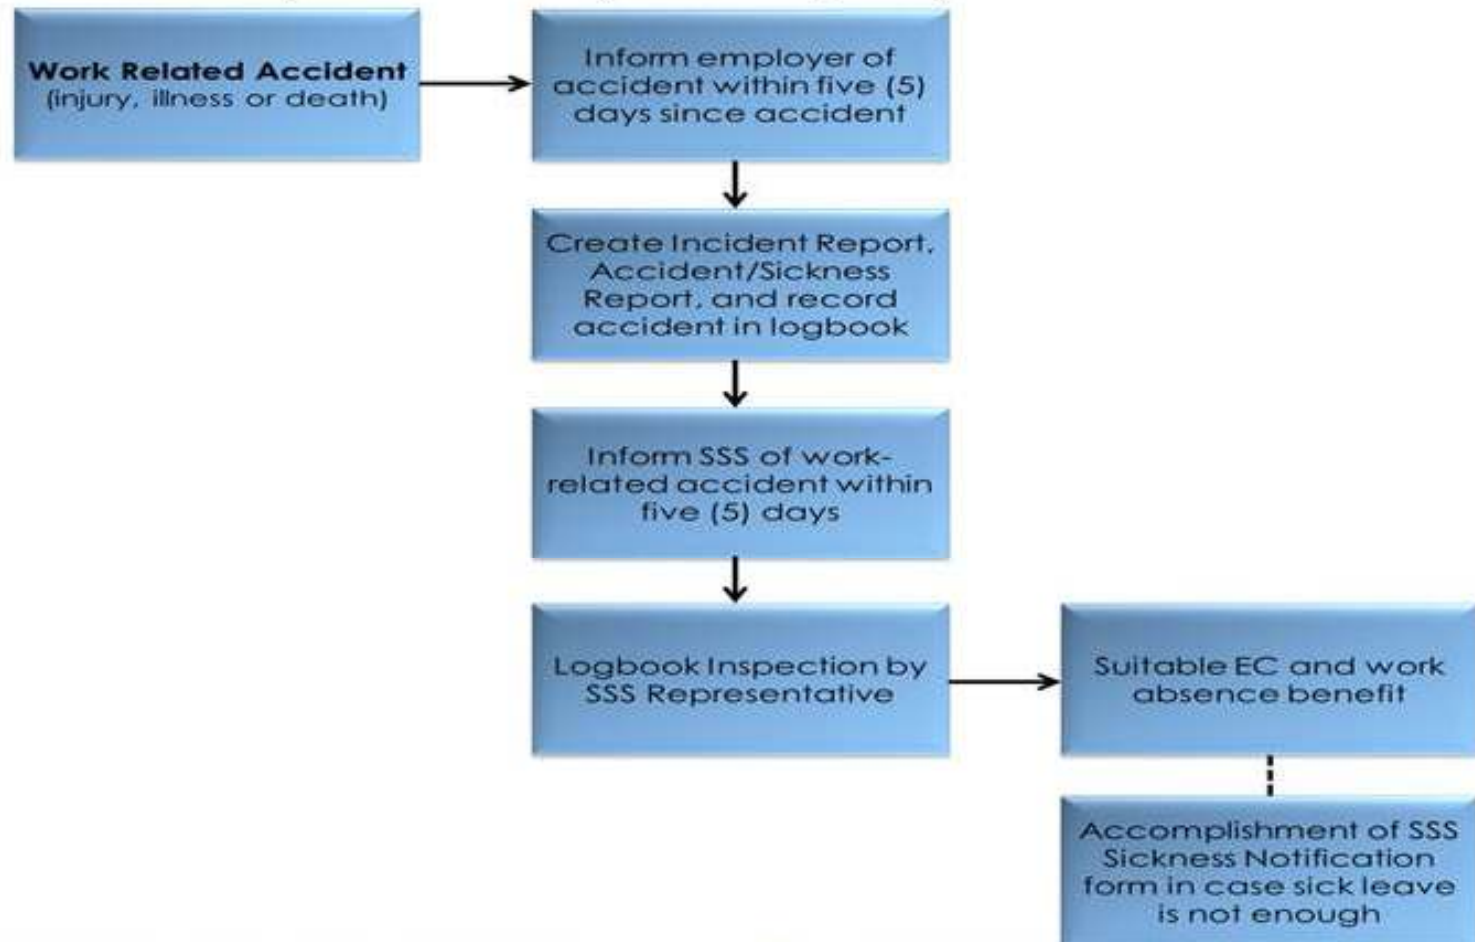 Work Related Accident
(injury, illness or death)
Inform employer of
accident within five (5)
days since accident
Create Incident Report,
Accident/Sickness
Report, and record
accident in logbook
Inform SSS of work-
related accident within
five (5) days
Logbook Inspection by
SSS Representative
Suitable EC and work
absence benefit
Accomplishment of SSS
Sickness Notification
form in case sick leave
is not enough